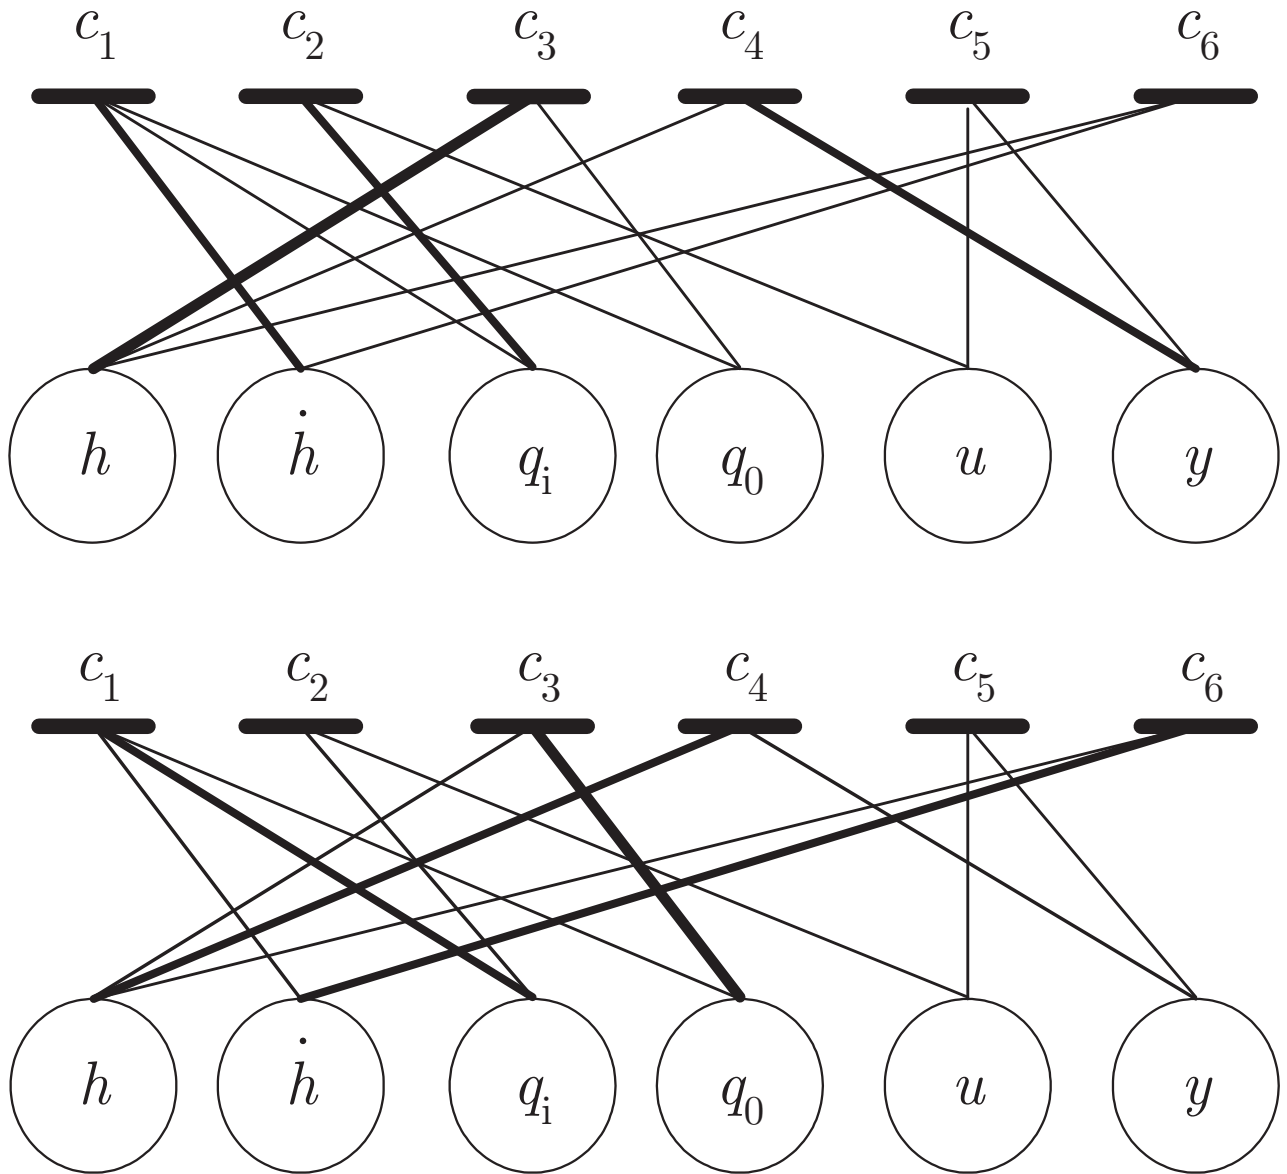 c₁ c₂ c₃ c₄ c₅ c₆
h ḣ qᵢ q₀ u y
c₁ c₂ c₃ c₄ c₅ c₆
h ḣ qᵢ q₀ u y